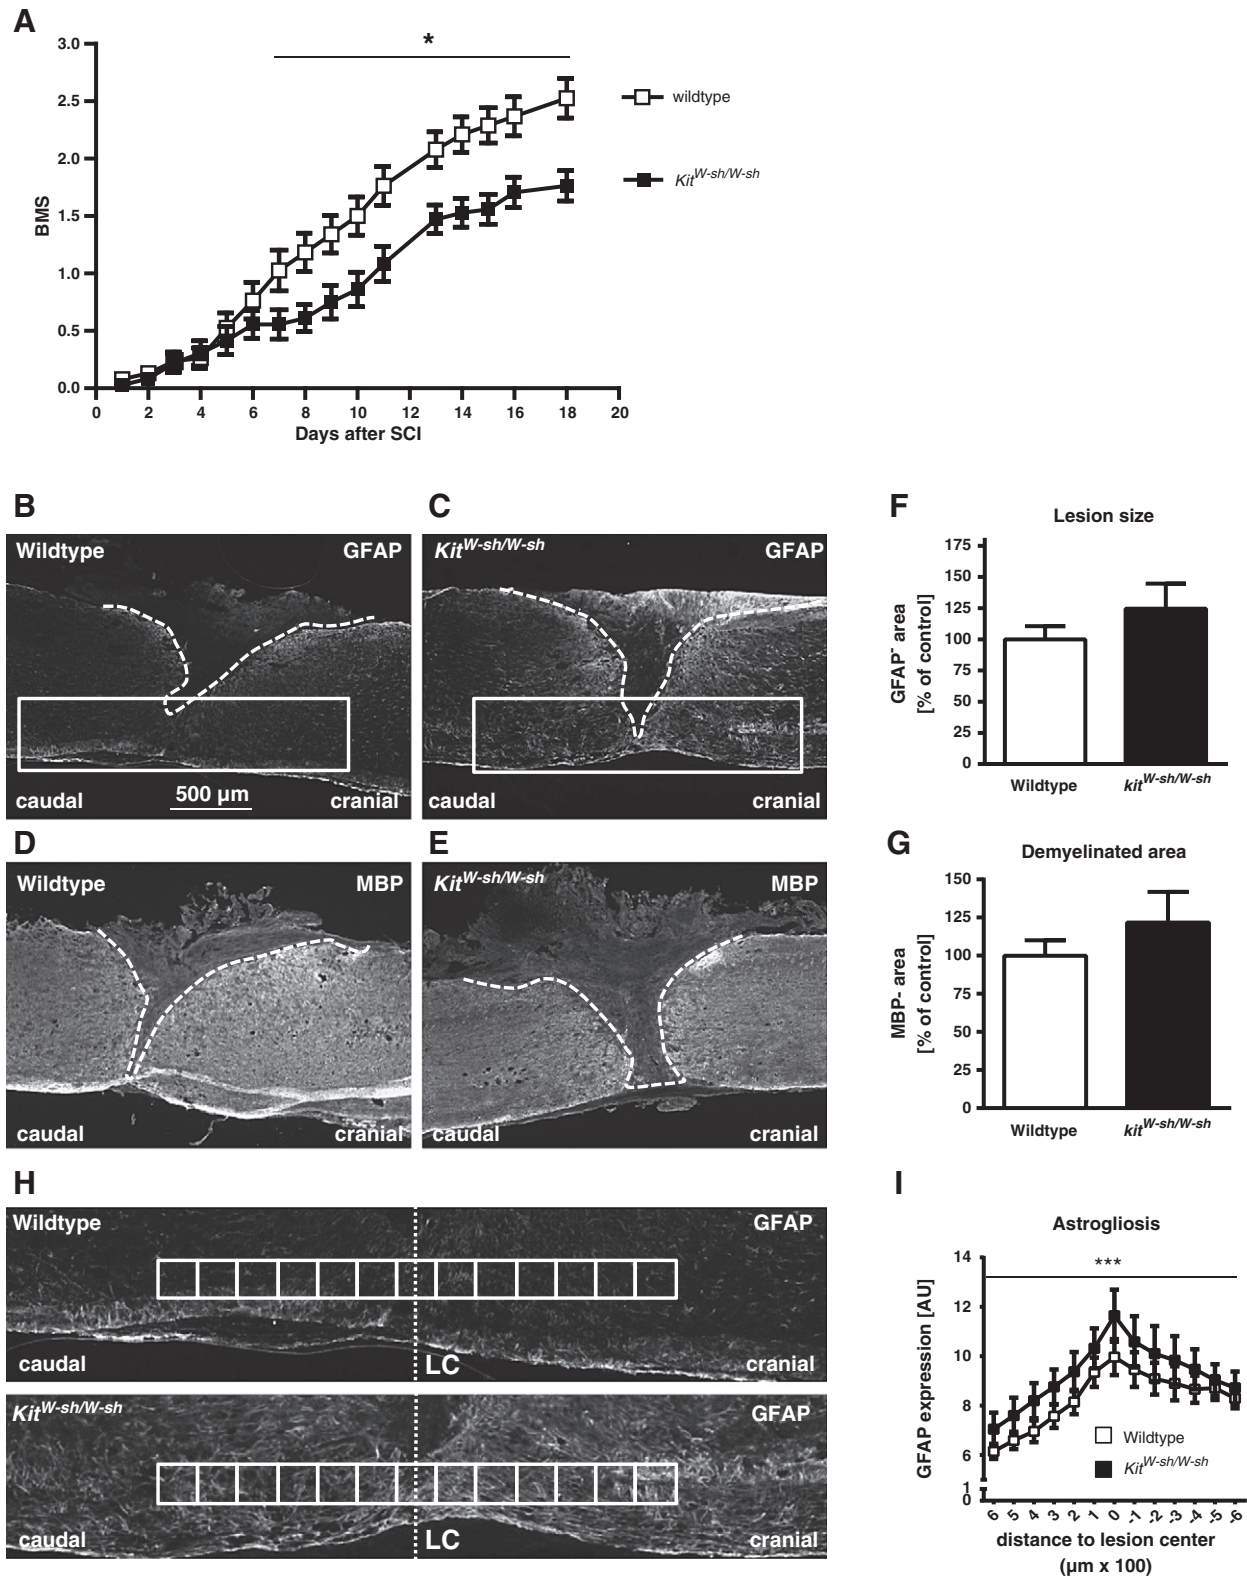 A
*
3.0
2.5
2.0
1.5
1.0
0.5
0.0
BMS
0 2 4 6 8 10 12 14 16 18 20
Days after SCI
wildtype
Kit^W-sh/W-sh
B
Wildtype GFAP
500 µm
caudal cranial
C
Kit^W-sh/W-sh GFAP
caudal cranial
D
Wildtype MBP
caudal cranial
E
Kit^W-sh/W-sh MBP
caudal cranial
F
Lesion size
175
150
125
100
75
50
25
0
GFAP⁻ area
[% of control]
Wildtype kit^W-sh/W-sh
G
Demyelinated area
150
125
100
75
50
25
0
MBP- area
[% of control]
Wildtype kit^W-sh/W-sh
H
Wildtype GFAP
caudal LC cranial
Kit^W-sh/W-sh GFAP
caudal LC cranial
I
Astrogliosis
***
14
12
10
8
6
1
0
GFAP expression [AU]
Wildtype
Kit^W-sh/W-sh
6 5 4 3 2 1 0 -1 -2 -3 -4 -5 -6
distance to lesion center
(µm x 100)